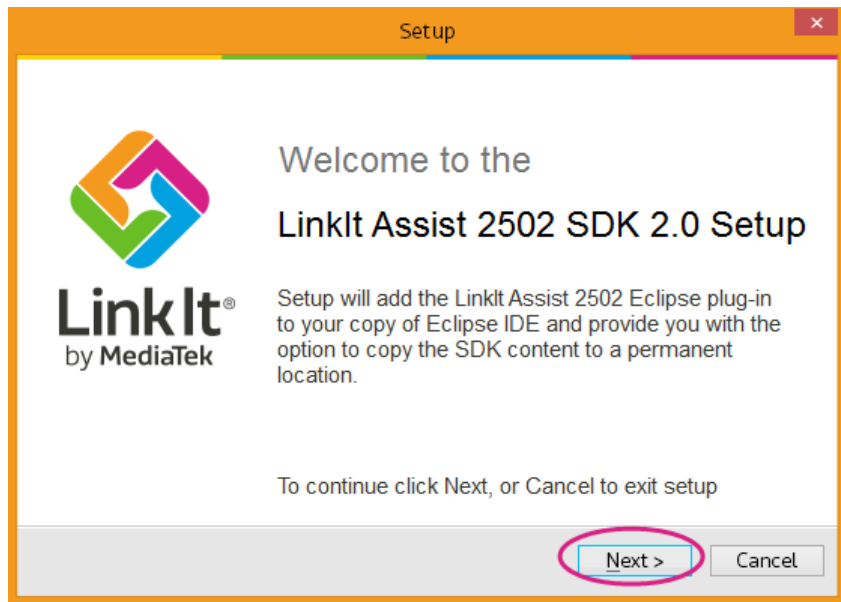 Setup
Welcome to the
LinkIt Assist 2502 SDK 2.0 Setup
LinkIt®
by MediaTek
Setup will add the LinkIt Assist 2502 Eclipse plug-in
to your copy of Eclipse IDE and provide you with the
option to copy the SDK content to a permanent
location.
To continue click Next, or Cancel to exit setup
Next >
Cancel